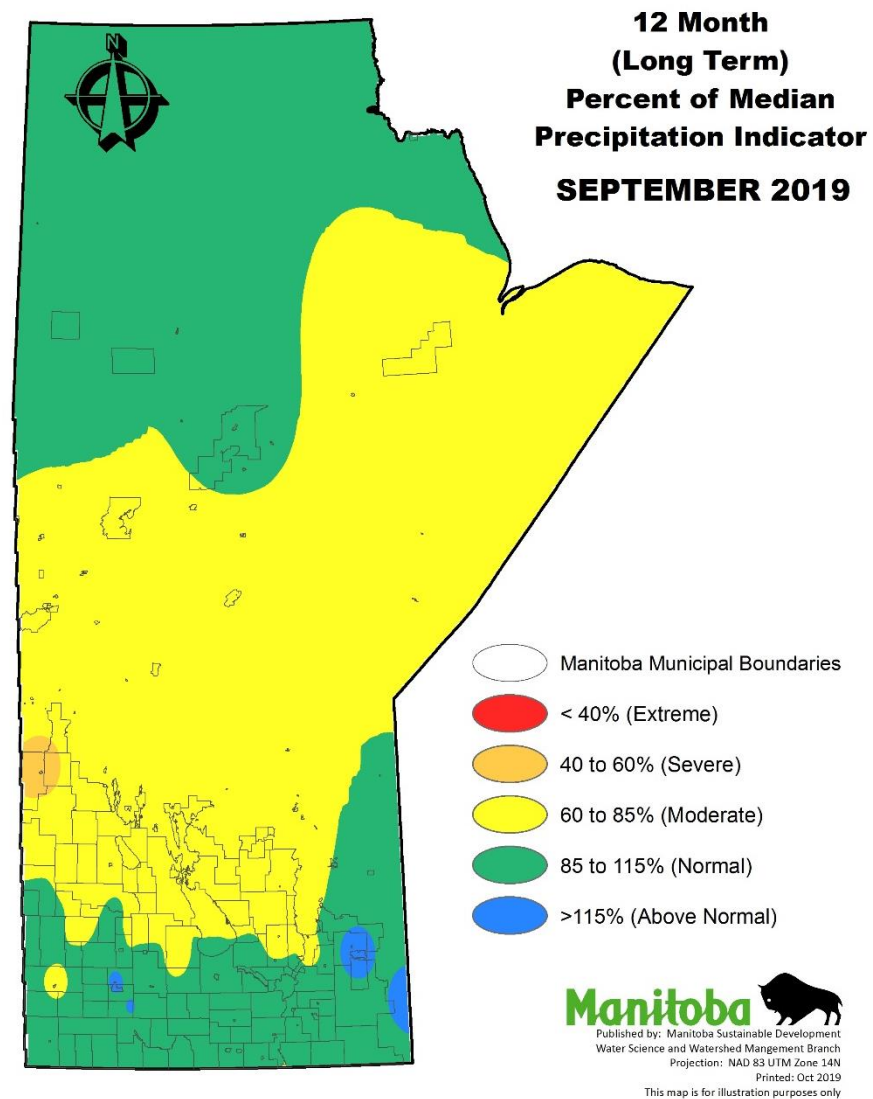 N
12 Month
(Long Term)
Percent of Median
Precipitation Indicator
SEPTEMBER 2019
Manitoba Municipal Boundaries
< 40% (Extreme)
40 to 60% (Severe)
60 to 85% (Moderate)
85 to 115% (Normal)
>115% (Above Normal)
Manitoba
Published by: Manitoba Sustainable Development
Water Science and Watershed Mangement Branch
Projection: NAD 83 UTM Zone 14N
Printed: Oct 2019
This map is for illustration purposes only